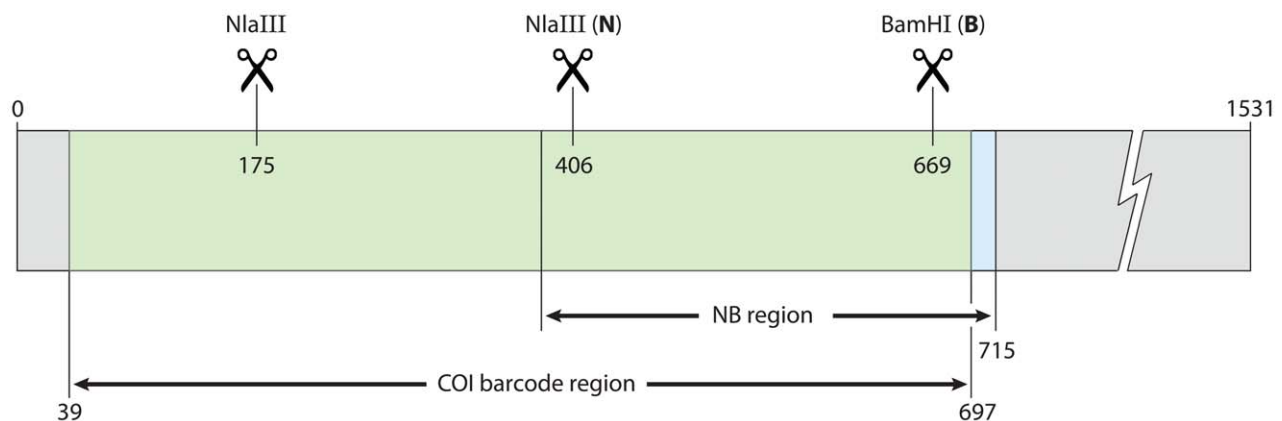 NlaIII NlaIII (N) BamHI (B)
0 1531
175 406 669
NB region
715
COI barcode region
39 697